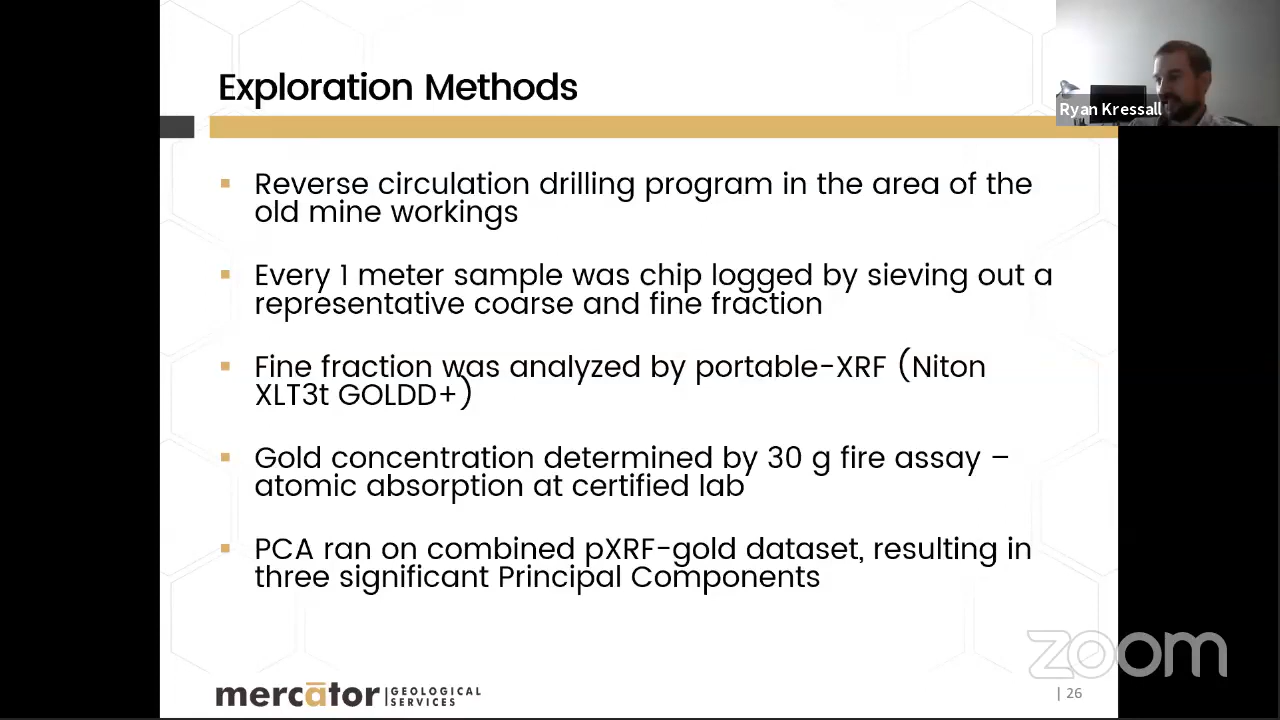 Exploration Methods
Ryan Kressall
▪ Reverse circulation drilling program in the area of the
old mine workings
▪ Every 1 meter sample was chip logged by sieving out a
representative coarse and fine fraction
▪ Fine fraction was analyzed by portable-XRF (Niton
XLT3t GOLDD+)
▪ Gold concentration determined by 30 g fire assay –
atomic absorption at certified lab
▪ PCA ran on combined pXRF-gold dataset, resulting in
three significant Principal Components
zoom
mercātor GEOLOGICAL
SERVICES
| 26